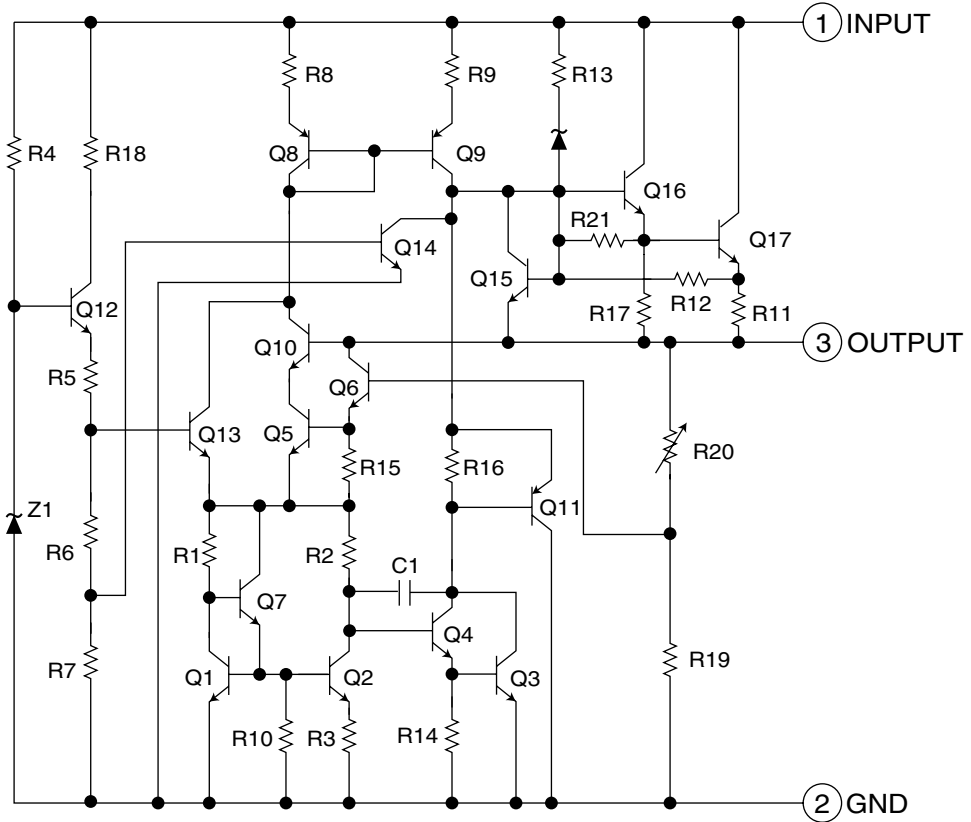 1 INPUT
R8
R9
R13
R4
R18
Q8
Q9
Q16
R21
Q14
Q17
Q15
Q12
R12
R17
R11
3 OUTPUT
Q10
R5
Q6
Q13
Q5
R20
R15
R16
Q11
Z1
R6
R1
R2
C1
Q7
Q4
R7
Q1
Q2
Q3
R19
R10
R3
R14
2 GND